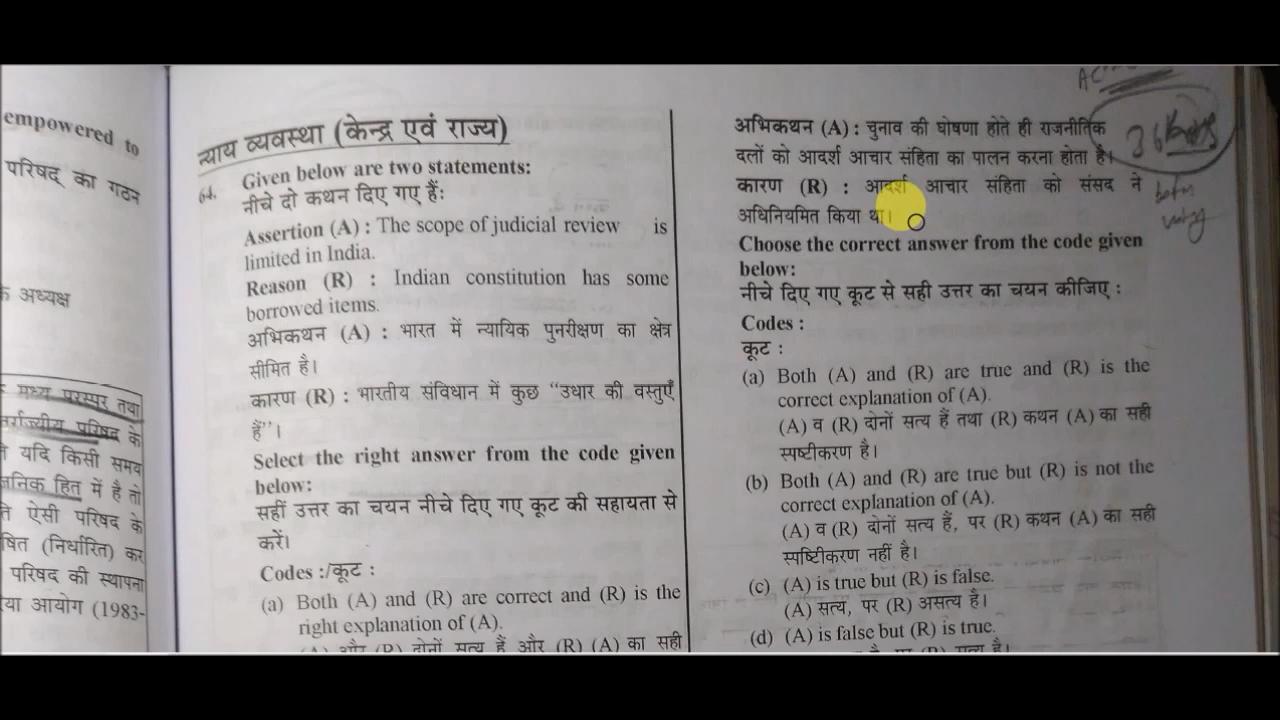 empowered to
परिषद् का गठन
के अध्यक्ष
मध्य परस्पर तथा
परिषद के
यदि किसी समय
हित में है तो
ऐसी परिषद के
(निर्धारित) कर
परिषद की स्थापना
आयोग (1983-
न्याय व्यवस्था (केन्द्र एवं राज्य)
64. Given below are two statements:
नीचे दो कथन दिए गए हैं:
Assertion (A) : The scope of judicial review is
limited in India.
Reason (R) : Indian constitution has some
borrowed items.
अभिकथन (A) : भारत में न्यायिक पुनरीक्षण का क्षेत्र
सीमित है।
कारण (R) : भारतीय संविधान में कुछ “उधार की वस्तुएँ
हैं”।
Select the right answer from the code given
below:
सहीं उत्तर का चयन नीचे दिए गए कूट की सहायता से
करें।
Codes :/कूट :
(a) Both (A) and (R) are correct and (R) is the
right explanation of (A).
(A) और (R) दोनों सत्य हैं और (R) (A) का सही
अभिकथन (A) : चुनाव की घोषणा होते ही राजनीतिक
दलों को आदर्श आचार संहिता का पालन करना होता है।
कारण (R) : आदर्श आचार संहिता को संसद ने
अधिनियमित किया था।
Choose the correct answer from the code given
below:
नीचे दिए गए कूट से सही उत्तर का चयन कीजिए :
Codes :
कूट :
(a) Both (A) and (R) are true and (R) is the
correct explanation of (A).
(A) व (R) दोनों सत्य हैं तथा (R) कथन (A) का सही
स्पष्टीकरण है।
(b) Both (A) and (R) are true but (R) is not the
correct explanation of (A).
(A) व (R) दोनों सत्य हैं, पर (R) कथन (A) का सही
स्पष्टिीकरण नहीं है।
(c) (A) is true but (R) is false.
(A) सत्य, पर (R) असत्य है।
(d) (A) is false but (R) is true.